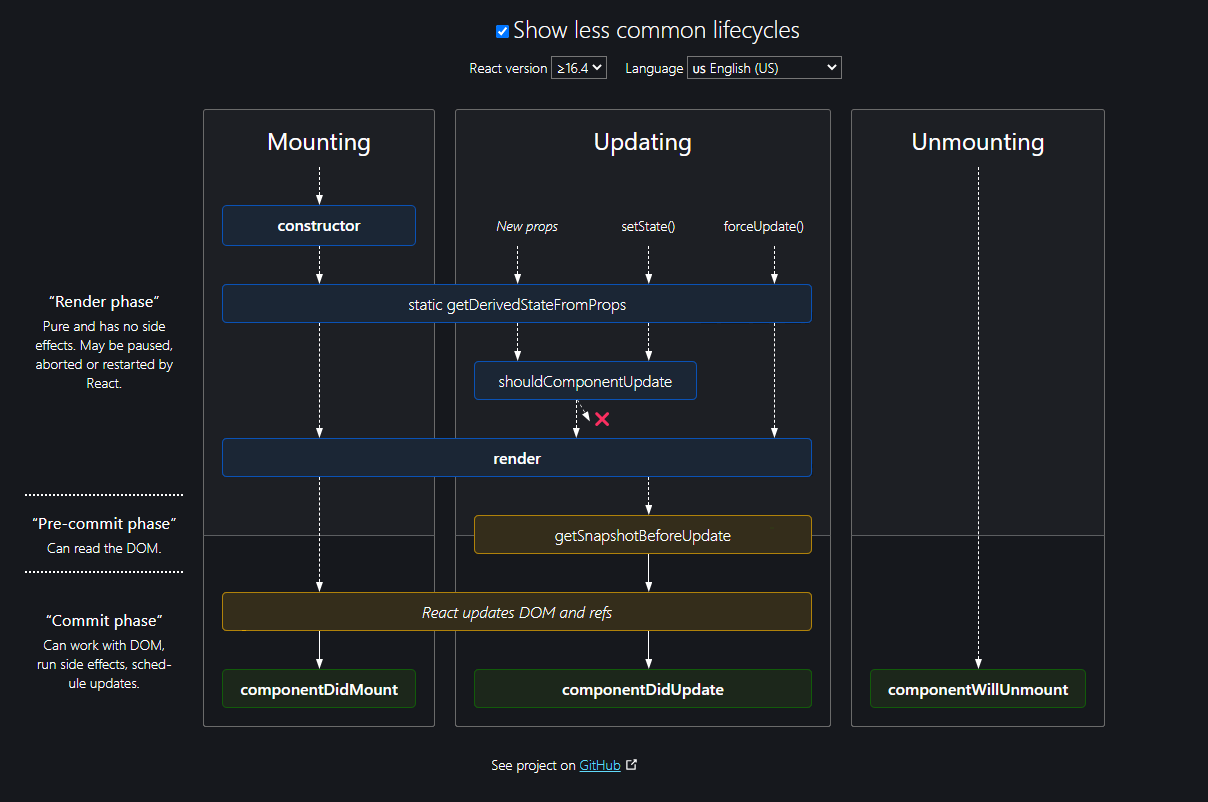 Show less common lifecycles
React version ≥16.4 Language us English (US)
Mounting Updating Unmounting
constructor
New props setState() forceUpdate()
static getDerivedStateFromProps
“Render phase”
Pure and has no side
effects. May be paused,
aborted or restarted by
React.
shouldComponentUpdate
render
“Pre-commit phase”
Can read the DOM.
getSnapshotBeforeUpdate
React updates DOM and refs
“Commit phase”
Can work with DOM,
run side effects, sched-
ule updates.
componentDidMount componentDidUpdate componentWillUnmount
See project on GitHub